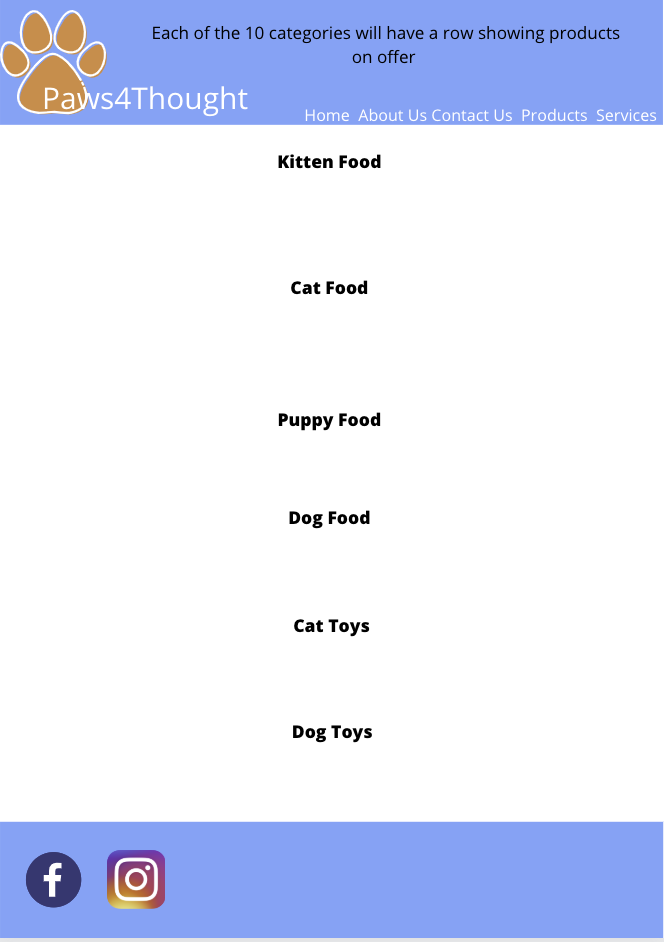 Each of the 10 categories will have a row showing products
on offer
Paws4Thought
Home About Us Contact Us Products Services
Kitten Food
Cat Food
Puppy Food
Dog Food
Cat Toys
Dog Toys